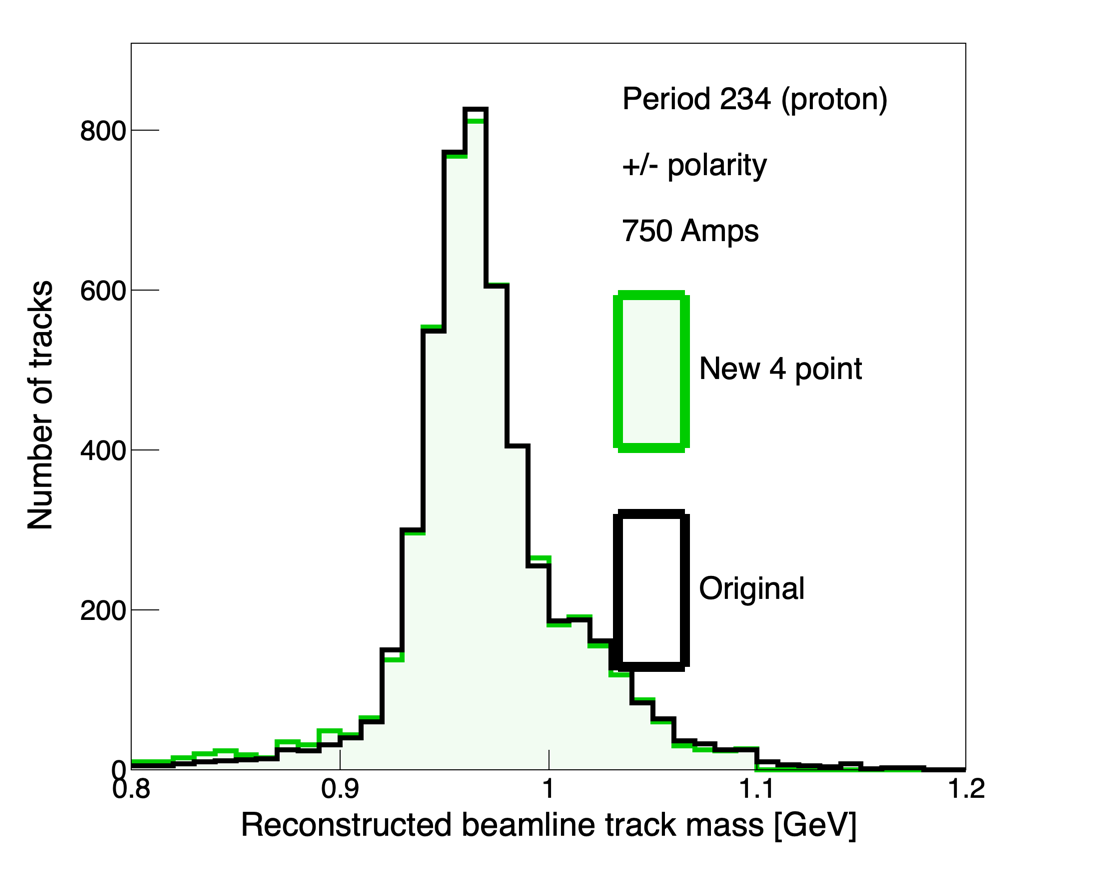 Period 234 (proton)
+/- polarity
750 Amps
New 4 point
Original
Number of tracks
800
600
400
200
0
0.8
0.9
1
1.1
1.2
Reconstructed beamline track mass [GeV]